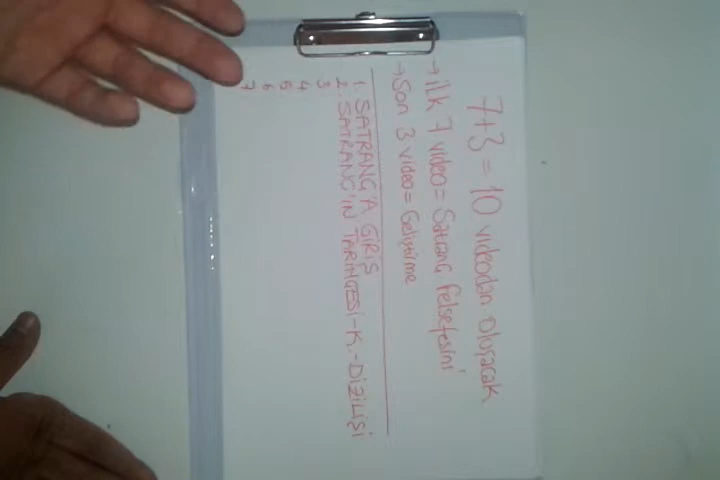 7+3 = 10 videodan oluşacak
→ilk 7 video= Satranç felsefesini
→Son 3 video= Geliştirme
1. SATRANÇ'A GİRİŞ
2. SATRANÇ'IN TARİHÇESİ-K.-DİZİLİŞİ
3
4
5
6
7